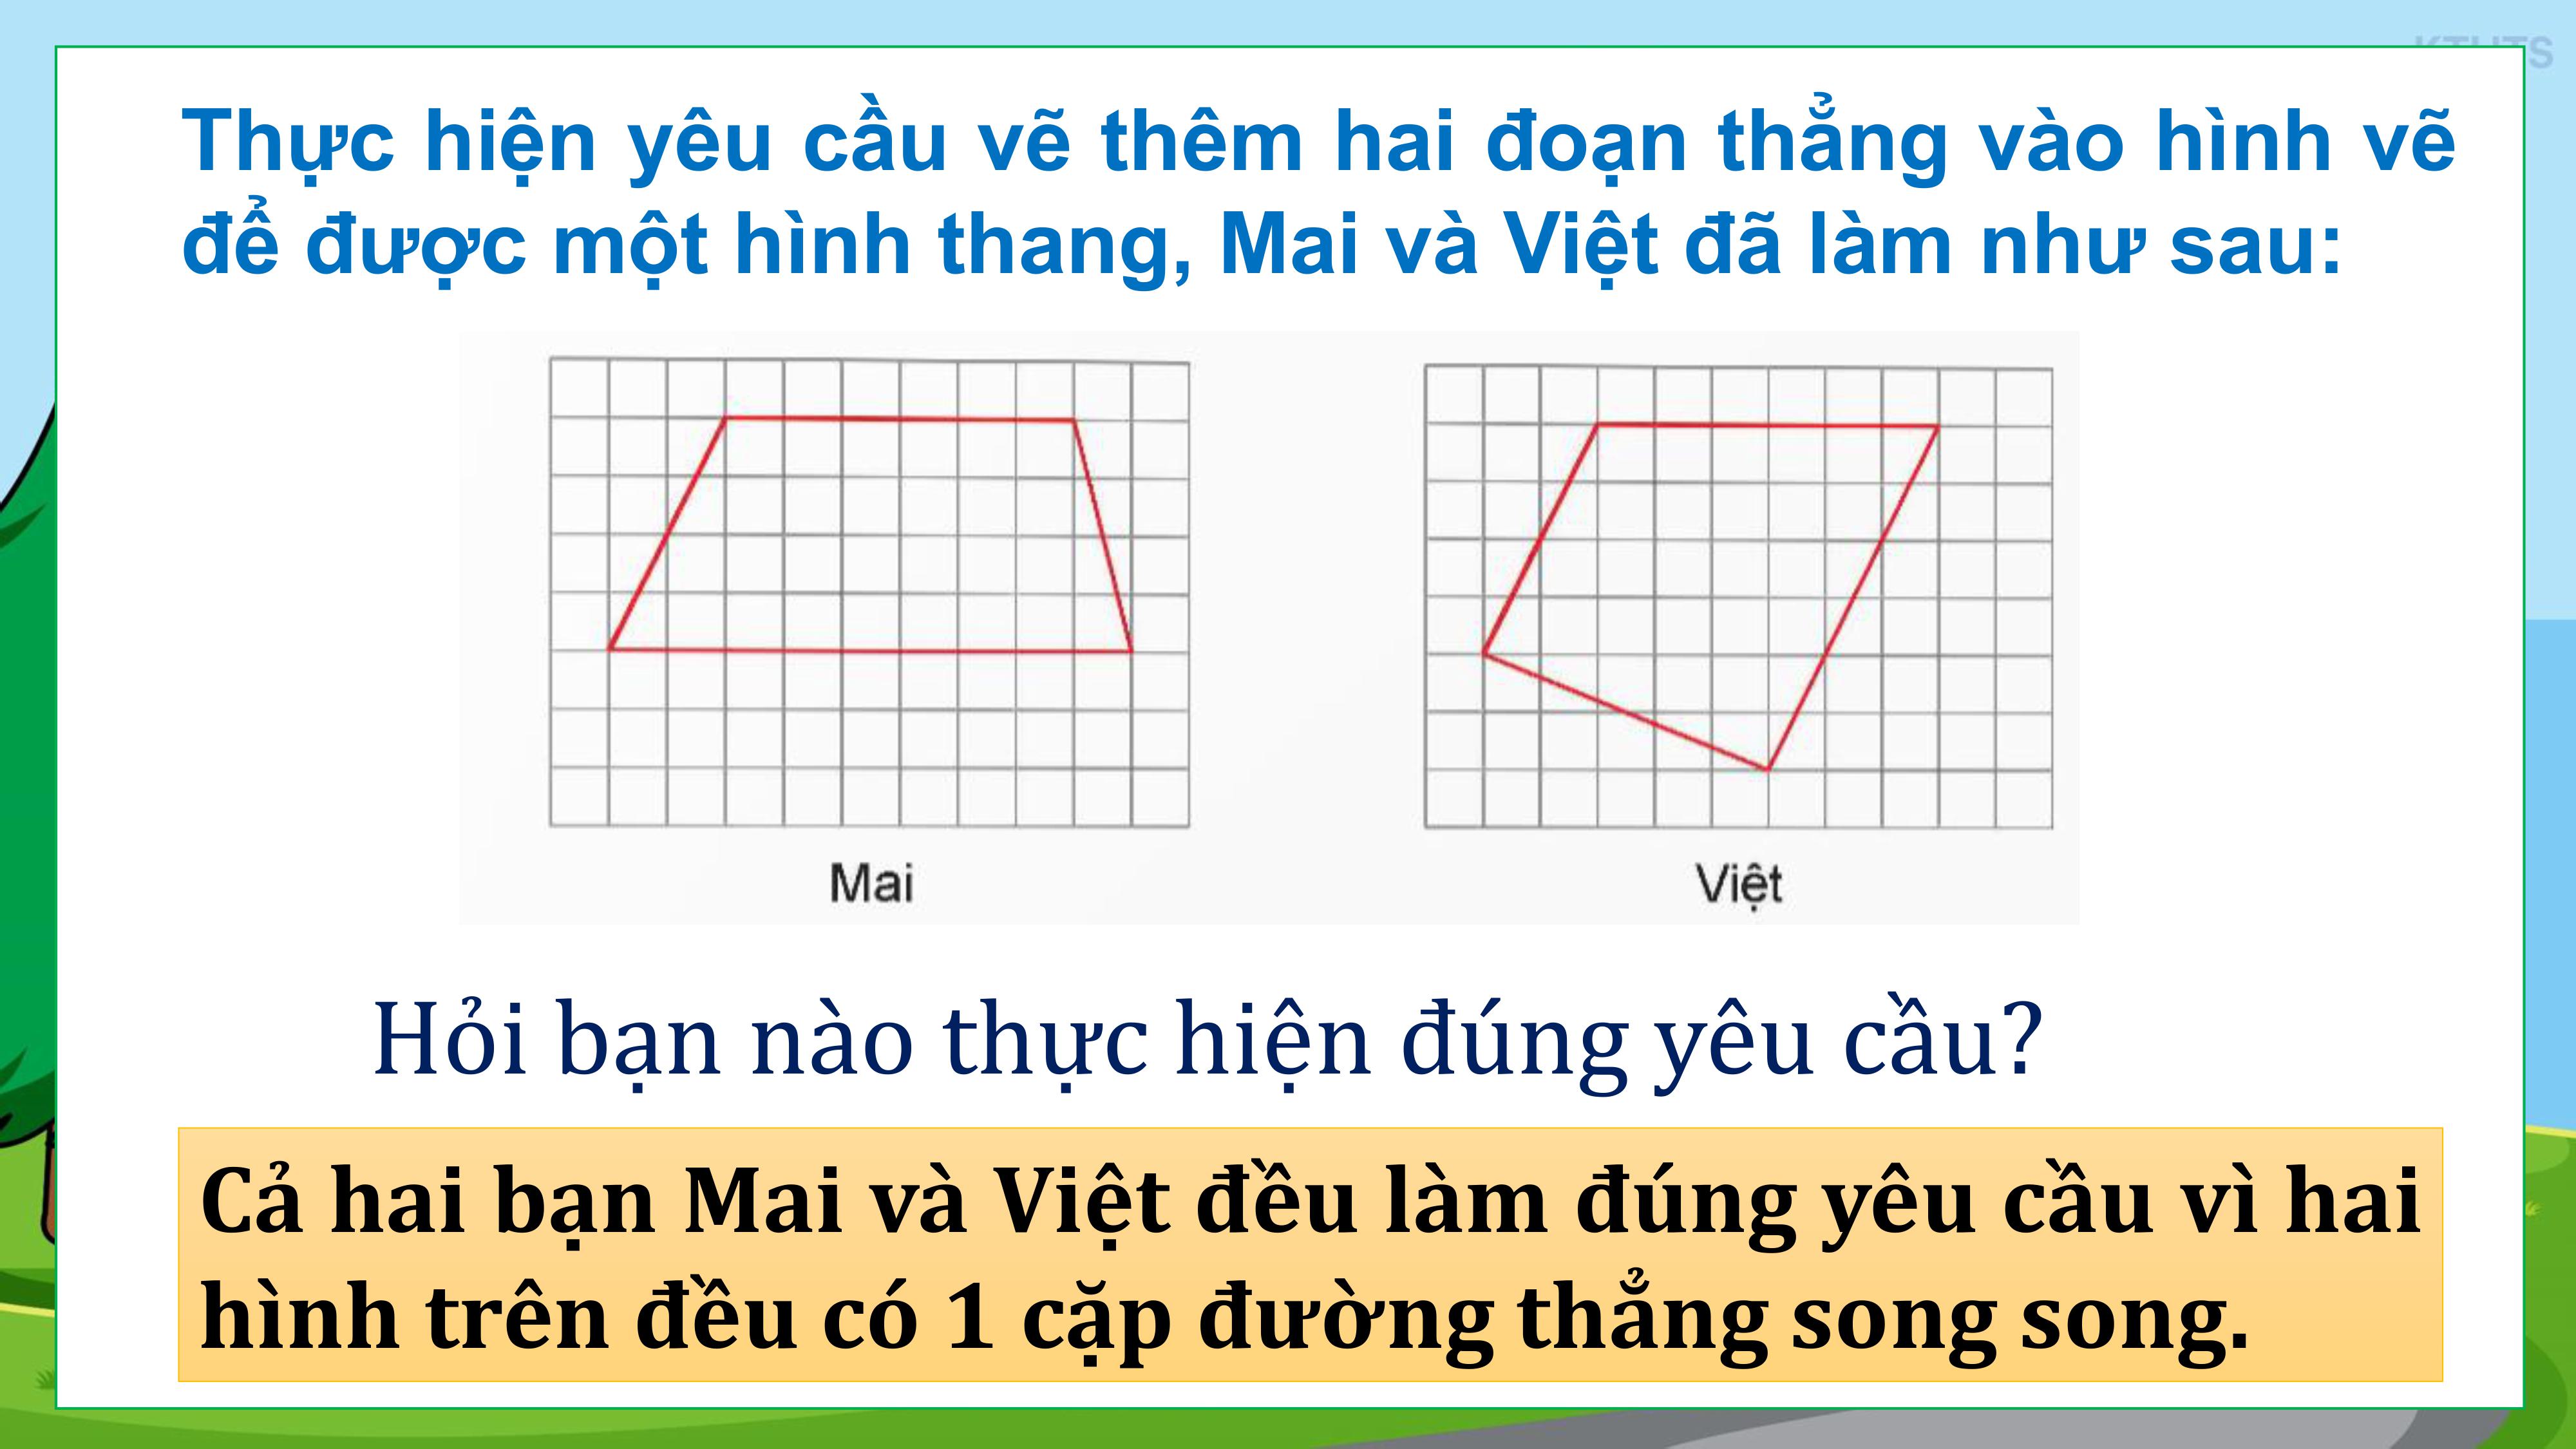 Thực hiện yêu cầu vẽ thêm hai đoạn thẳng vào hình vẽ
để được một hình thang, Mai và Việt đã làm như sau:
Mai
Việt
Hỏi bạn nào thực hiện đúng yêu cầu?
Cả hai bạn Mai và Việt đều làm đúng yêu cầu vì hai
hình trên đều có 1 cặp đường thẳng song song.